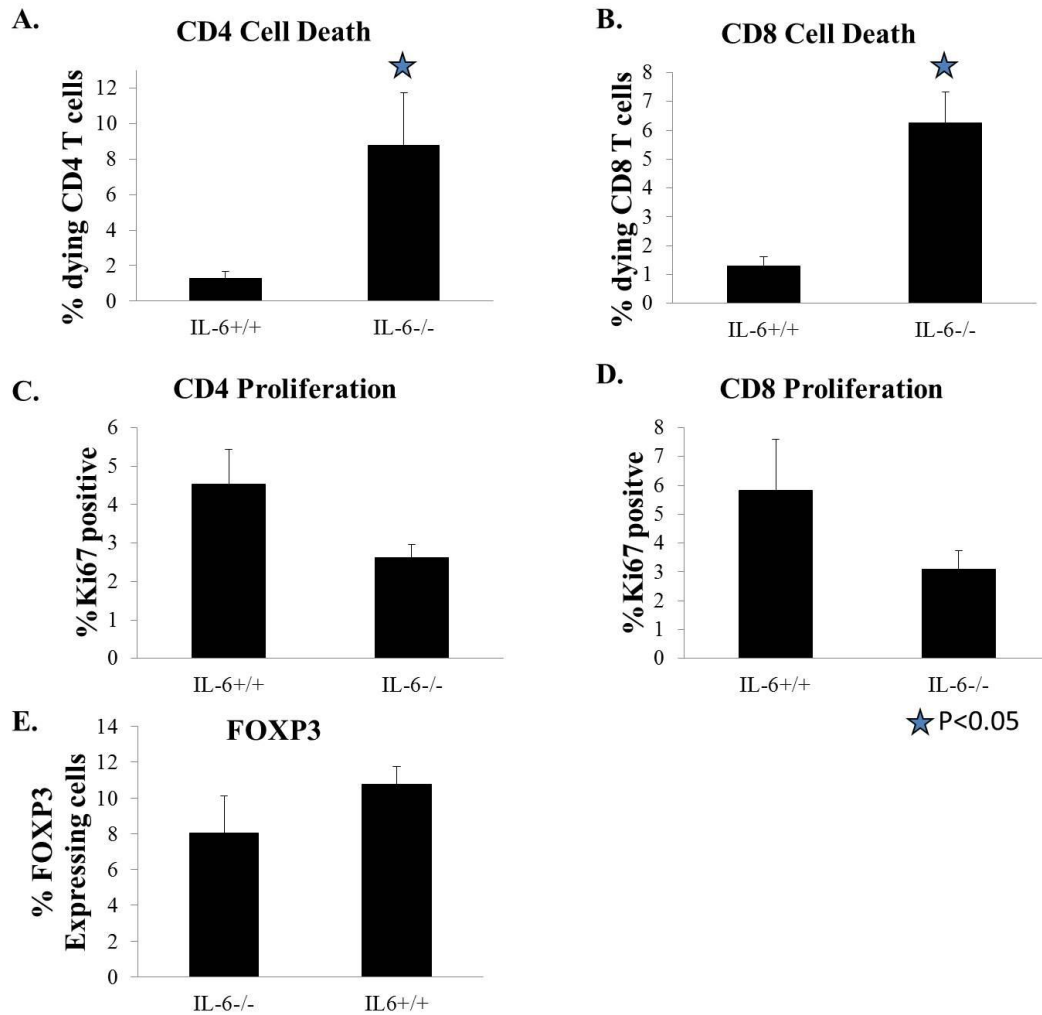 A.
CD4 Cell Death
% dying CD4 T cells
12
10
8
6
4
2
0
IL-6+/+
IL-6-/-
B.
CD8 Cell Death
% dying CD8 T cells
8
7
6
5
4
3
2
1
0
IL-6+/+
IL-6-/-
C.
CD4 Proliferation
%Ki67 positive
6
5
4
3
2
1
0
IL-6+/+
IL-6-/-
D.
CD8 Proliferation
%Ki67 positve
8
7
6
5
4
3
2
1
0
IL-6+/+
IL-6-/-
P<0.05
E.
FOXP3
% FOXP3
Expressing cells
14
12
10
8
6
4
2
0
IL-6-/-
IL6+/+